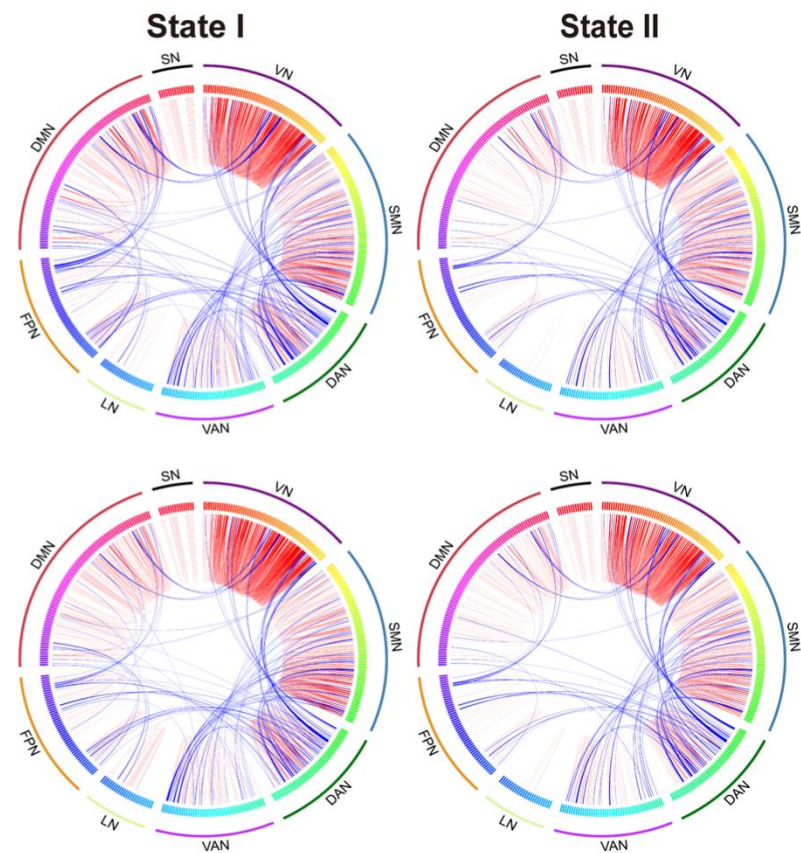 State I
State II
SN
VN
DMN
SMN
FPN
DAN
LN
VAN
SN
VN
DMN
SMN
FPN
DAN
LN
VAN
SN
VN
DMN
SMN
FPN
DAN
LN
VAN
SN
VN
DMN
SMN
FPN
DAN
LN
VAN